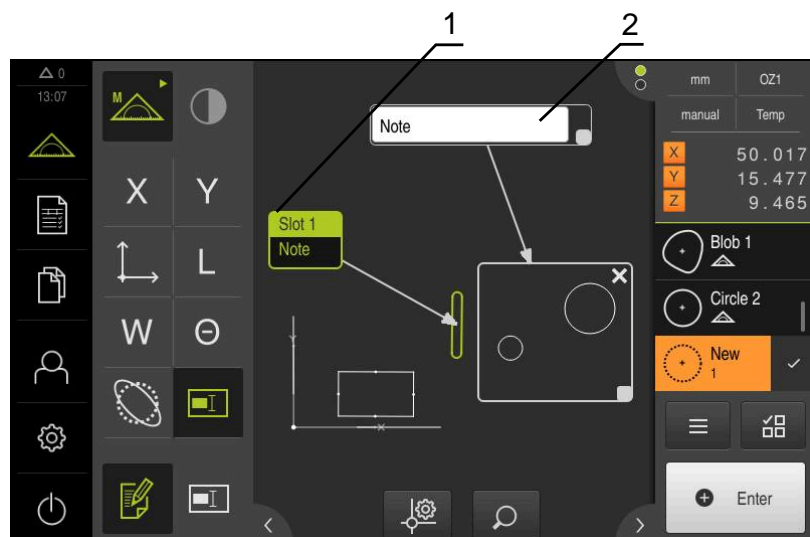 1
2
0
13:07
M
X
Y
L
W
Θ
Note
Slot 1
Note
Y
X
mm
OZ1
manual
Temp
X 50.017
Y 15.477
Z 9.465
Blob 1
Circle 2
New
1
Enter